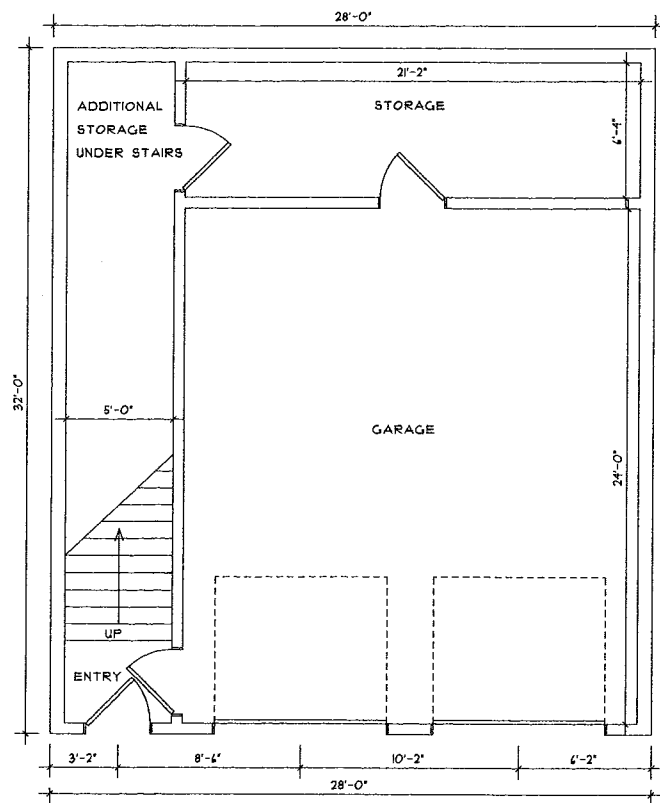 28'-0"
21'-2"
ADDITIONAL
STORAGE
UNDER STAIRS
STORAGE
6'-4"
32'-0"
5'-0"
GARAGE
24'-0"
UP
ENTRY
3'-2"
8'-6"
10'-2"
6'-2"
28'-0"